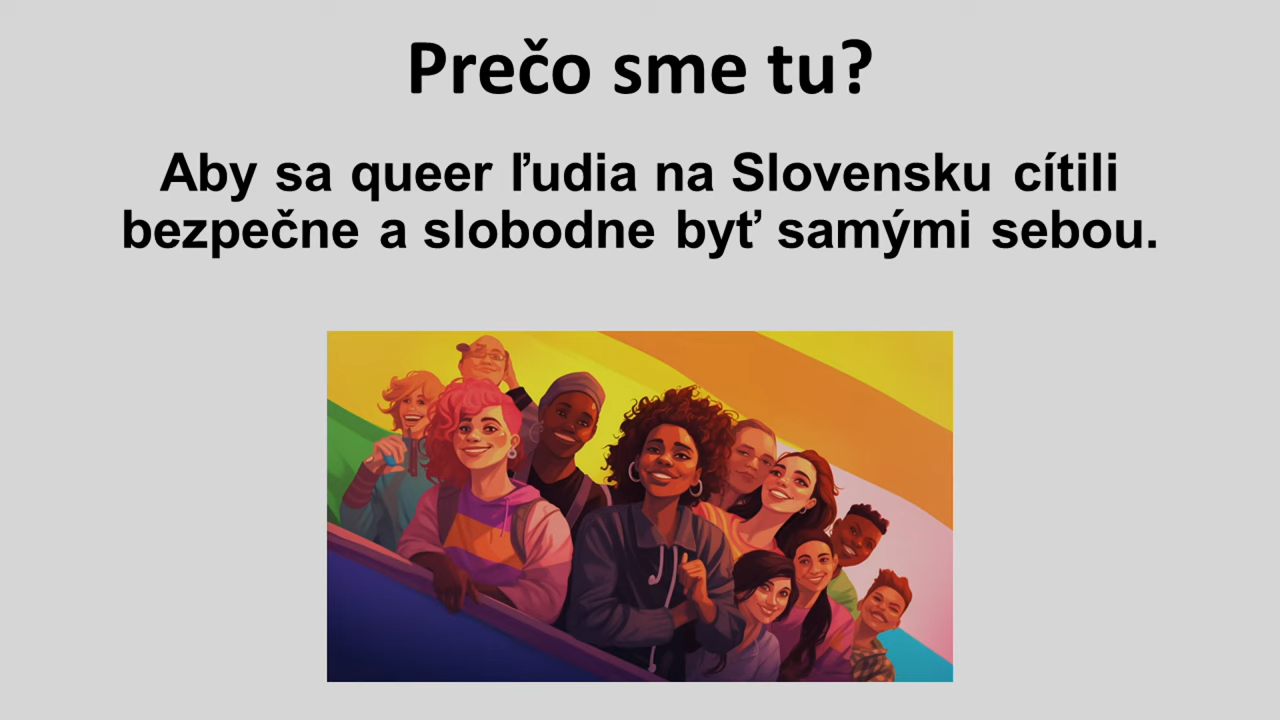 Prečo sme tu?
Aby sa queer ľudia na Slovensku cítili
bezpečne a slobodne byť samými sebou.